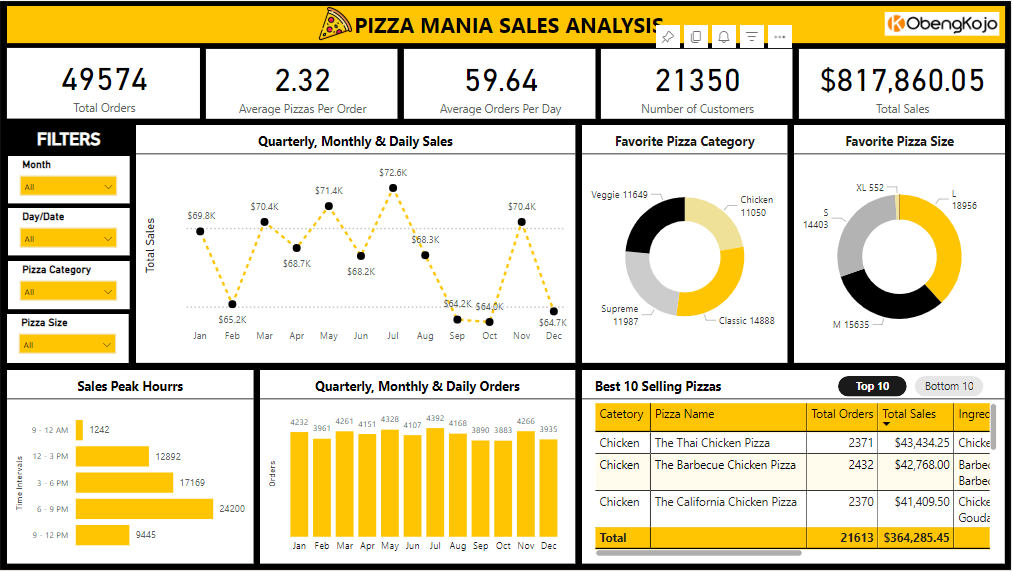 PIZZA MANIA SALES ANALYSIS
ObengKojo
49574
Total Orders
2.32
Average Pizzas Per Order
59.64
Average Orders Per Day
21350
Number of Customers
$817,860.05
Total Sales
FILTERS
Month
All
Day/Date
All
Pizza Category
All
Pizza Size
All
Quarterly, Monthly & Daily Sales
Total Sales
$69.8K
$65.2K
$70.4K
$68.7K
$71.4K
$68.2K
$72.6K
$68.3K
$64.2K
$64.0K
$70.4K
$64.7K
Jan Feb Mar Apr May Jun Jul Aug Sep Oct Nov Dec
Favorite Pizza Category
Veggie 11649
Chicken
11050
Supreme
11987
Classic 14888
Favorite Pizza Size
XL 552
L
18956
S
14403
M 15635
Sales Peak Hourrs
Time Intervals
9 - 12 AM 1242
12 - 3 PM 12892
3 - 6 PM 17169
6 - 9 PM 24200
9 - 12 PM 9445
Quarterly, Monthly & Daily Orders
Orders
4232 3961 4261 4151 4328 4107 4392 4168 3890 3883 4266 3935
Jan Feb Mar Apr May Jun Jul Aug Sep Oct Nov Dec
Best 10 Selling Pizzas
Top 10
Bottom 10
Catetory Pizza Name Total Orders Total Sales Ingred
Chicken The Thai Chicken Pizza 2371 $43,434.25 Chicke
Chicken The Barbecue Chicken Pizza 2432 $42,768.00 Barbec
Barbec
Chicken The California Chicken Pizza 2370 $41,409.50 Chicke
Gouda
Total 21613 $364,285.45